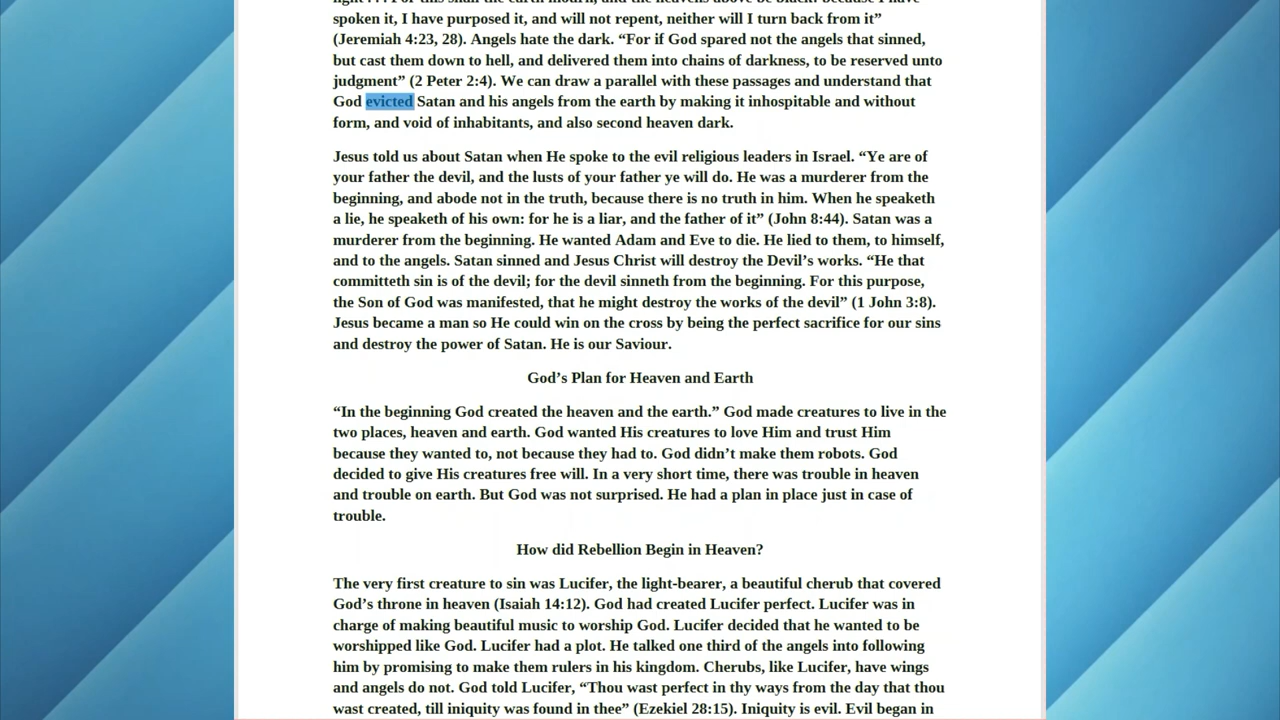 light . . . For this shall the earth mourn, and the heavens above be black: because I have
spoken it, I have purposed it, and will not repent, neither will I turn back from it”
(Jeremiah 4:23, 28). Angels hate the dark. “For if God spared not the angels that sinned,
but cast them down to hell, and delivered them into chains of darkness, to be reserved unto
judgment” (2 Peter 2:4). We can draw a parallel with these passages and understand that
God evicted Satan and his angels from the earth by making it inhospitable and without
form, and void of inhabitants, and also second heaven dark.
Jesus told us about Satan when He spoke to the evil religious leaders in Israel. “Ye are of
your father the devil, and the lusts of your father ye will do. He was a murderer from the
beginning, and abode not in the truth, because there is no truth in him. When he speaketh
a lie, he speaketh of his own: for he is a liar, and the father of it” (John 8:44). Satan was a
murderer from the beginning. He wanted Adam and Eve to die. He lied to them, to himself,
and to the angels. Satan sinned and Jesus Christ will destroy the Devil’s works. “He that
committeth sin is of the devil; for the devil sinneth from the beginning. For this purpose,
the Son of God was manifested, that he might destroy the works of the devil” (1 John 3:8).
Jesus became a man so He could win on the cross by being the perfect sacrifice for our sins
and destroy the power of Satan. He is our Saviour.
God’s Plan for Heaven and Earth
“In the beginning God created the heaven and the earth.” God made creatures to live in the
two places, heaven and earth. God wanted His creatures to love Him and trust Him
because they wanted to, not because they had to. God didn’t make them robots. God
decided to give His creatures free will. In a very short time, there was trouble in heaven
and trouble on earth. But God was not surprised. He had a plan in place just in case of
trouble.
How did Rebellion Begin in Heaven?
The very first creature to sin was Lucifer, the light-bearer, a beautiful cherub that covered
God’s throne in heaven (Isaiah 14:12). God had created Lucifer perfect. Lucifer was in
charge of making beautiful music to worship God. Lucifer decided that he wanted to be
worshipped like God. Lucifer had a plot. He talked one third of the angels into following
him by promising to make them rulers in his kingdom. Cherubs, like Lucifer, have wings
and angels do not. God told Lucifer, “Thou wast perfect in thy ways from the day that thou
wast created, till iniquity was found in thee” (Ezekiel 28:15). Iniquity is evil. Evil began in